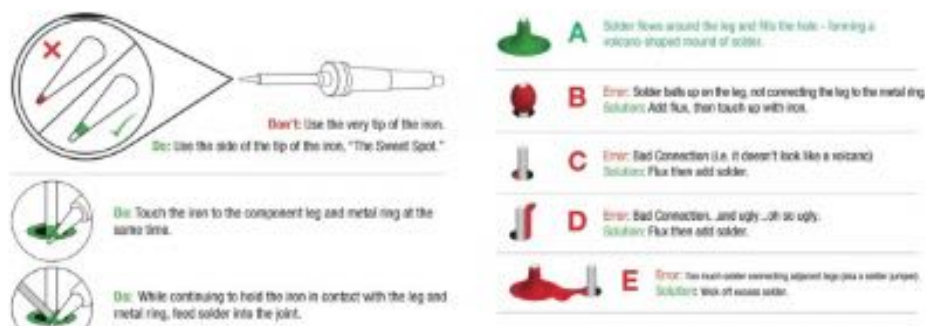 Don't: Use the very tip of the iron.
Do: Use the side of the tip of the iron, "The Sweet Spot."
Do: Touch the iron to the component leg and metal ring at the
same time.
Do: While continuing to hold the iron in contact with the leg and
metal ring, feed solder into the joint.
A
Solder flows around the leg and fills the hole - forming a
volcano-shaped mound of solder.
B
Error: Solder balls up on the leg, not connecting the leg to the metal ring.
Solution: Add flux, then touch up with iron.
C
Error: Bad Connection (i.e. it doesn't look like a volcano)
Solution: Flux then add solder.
D
Error: Bad Connection...and ugly...oh so ugly.
Solution: Flux then add solder.
E
Error: Too much solder connecting adjacent legs (aka a solder jumper).
Solution: Wick off excess solder.